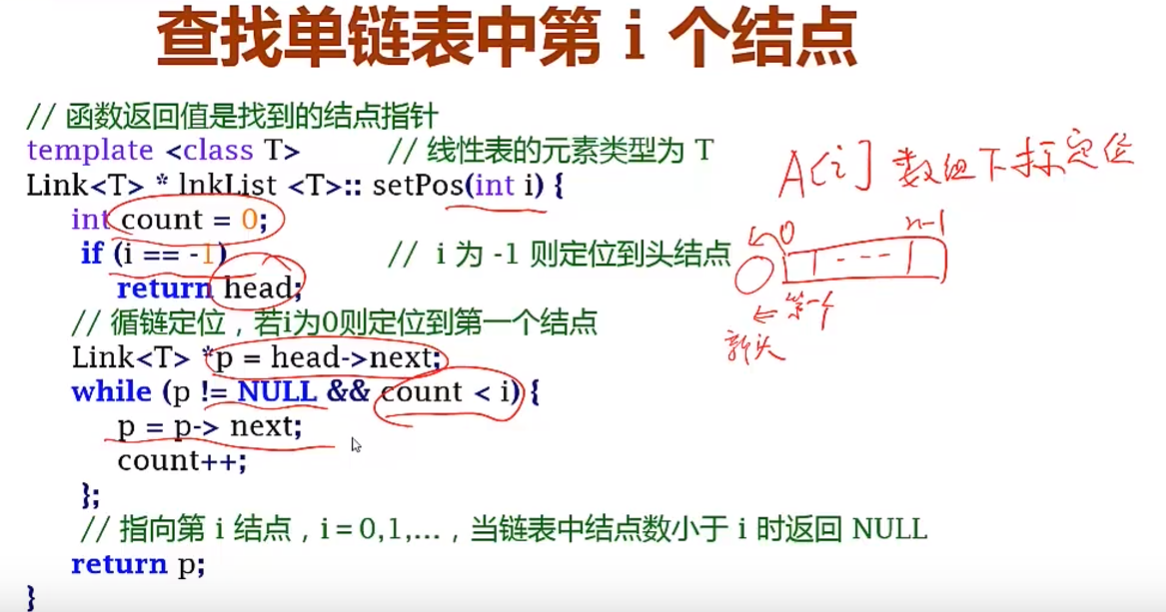 查找单链表中第 i 个结点
// 函数返回值是找到的结点指针
template <class T> // 线性表的元素类型为 T
Link<T> * lnkList <T>:: setPos(int i) {
int count = 0;
if (i == -1) // i 为 -1 则定位到头结点
return head;
// 循链定位，若i为0则定位到第一个结点
Link<T> *p = head->next;
while (p != NULL && count < i) {
p = p-> next;
count++;
};
// 指向第 i 结点，i = 0,1,…，当链表中结点数小于 i 时返回 NULL
return p;
}
A[i] 数组下标定位
0 n-1
第一个